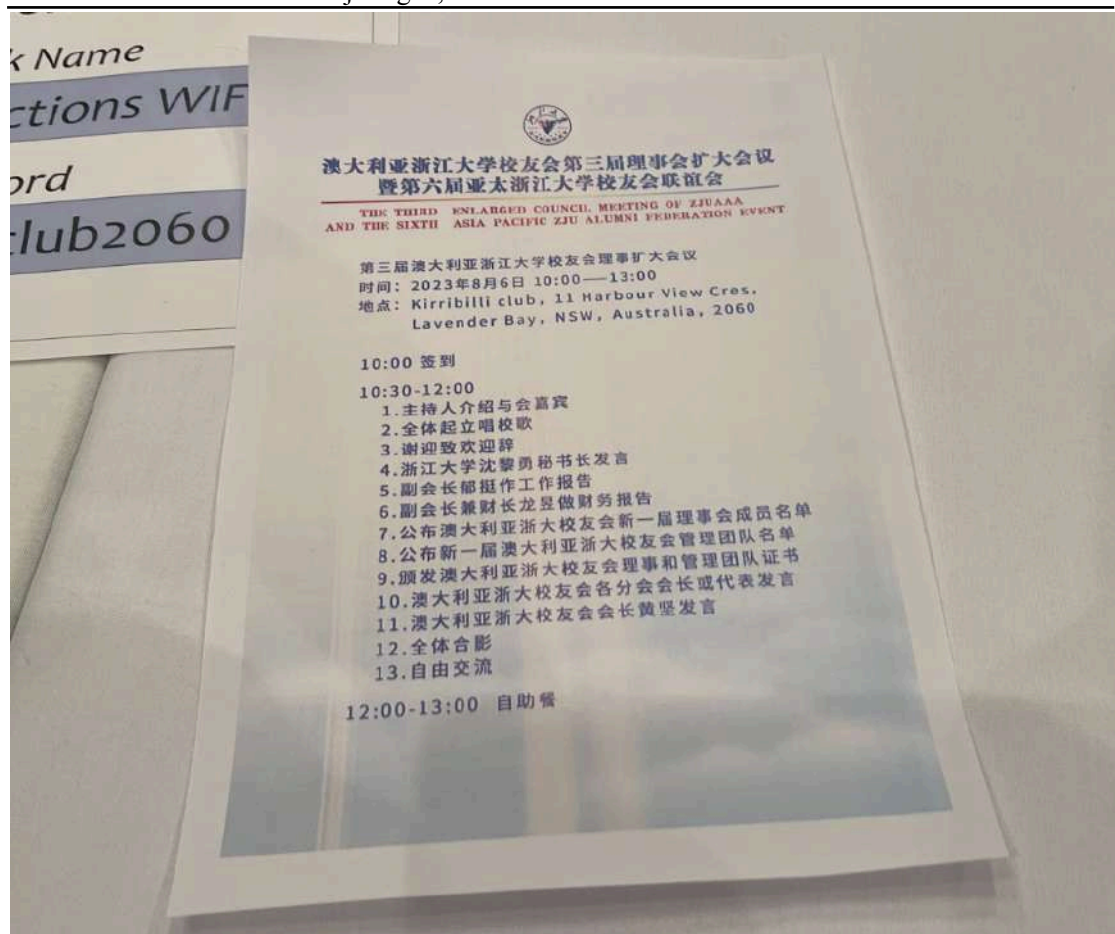 k Name
ctions WIF
ord
club2060
澳大利亚浙江大学校友会第三届理事会扩大会议
暨第六届亚太浙江大学校友会联谊会
THE THIRD ENLARGED COUNCIL MEETING OF ZJUAAA
AND THE SIXTH ASIA PACIFIC ZJU ALUMNI FEDERATION EVENT
第三届澳大利亚浙江大学校友会理事扩大会议
时间：2023年8月6日 10:00——13:00
地点：Kirribilli club, 11 Harbour View Cres,
Lavender Bay, NSW, Australia, 2060
10:00 签到
10:30-12:00
1.主持人介绍与会嘉宾
2.全体起立唱校歌
3.谢迎致欢迎辞
4.浙江大学沈黎勇秘书长发言
5.副会长郁挺作工作报告
6.副会长兼财长龙昱做财务报告
7.公布澳大利亚浙大校友会新一届理事会成员名单
8.公布新一届澳大利亚浙大校友会管理团队名单
9.颁发澳大利亚浙大校友会理事和管理团队证书
10.澳大利亚浙大校友会各分会会长或代表发言
11.澳大利亚浙大校友会会长黄坚发言
12.全体合影
13.自由交流
12:00-13:00 自助餐